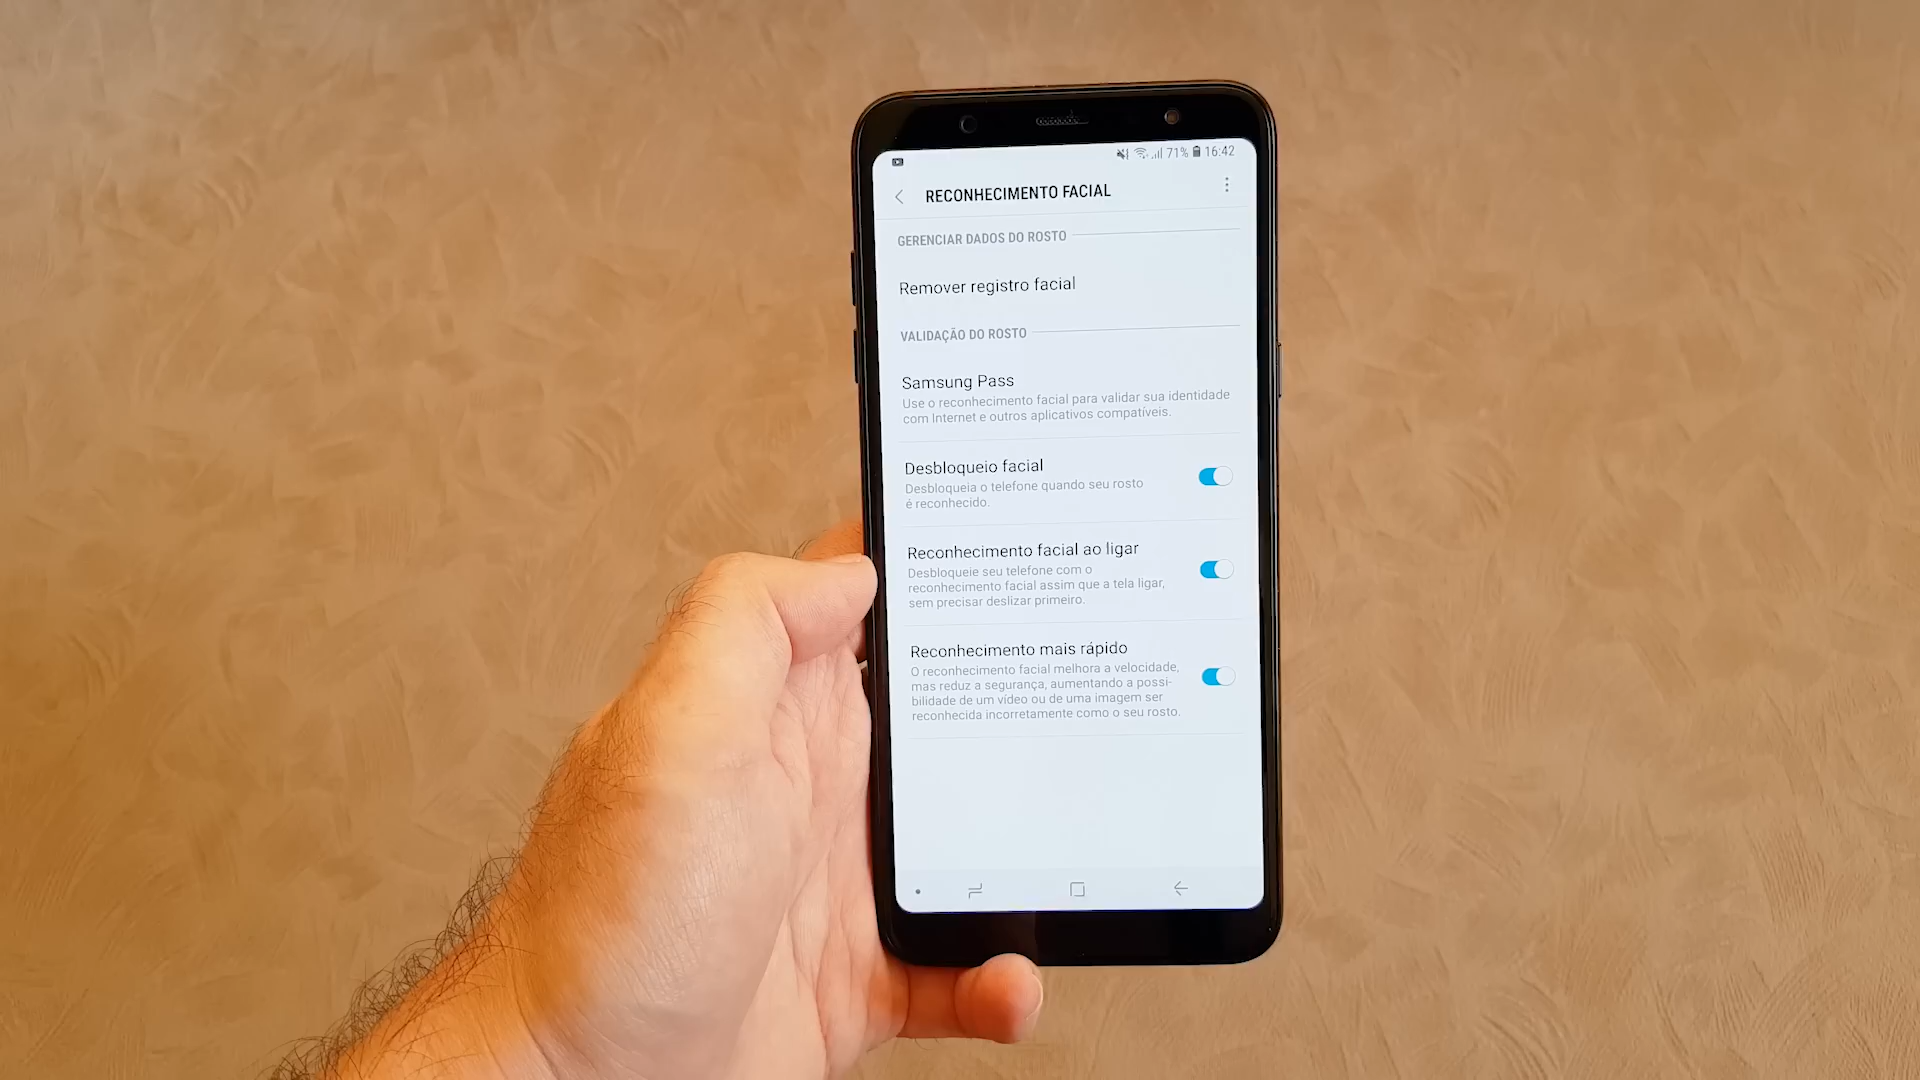 71% 16:42
RECONHECIMENTO FACIAL
GERENCIAR DADOS DO ROSTO
Remover registro facial
VALIDAÇÃO DO ROSTO
Samsung Pass
Use o reconhecimento facial para validar sua identidade
com Internet e outros aplicativos compatíveis.
Desbloqueio facial
Desbloqueia o telefone quando seu rosto
é reconhecido.
Reconhecimento facial ao ligar
Desbloqueie seu telefone com o
reconhecimento facial assim que a tela ligar,
sem precisar deslizar primeiro.
Reconhecimento mais rápido
O reconhecimento facial melhora a velocidade,
mas reduz a segurança, aumentando a possi-
bilidade de um vídeo ou de uma imagem ser
reconhecida incorretamente como o seu rosto.